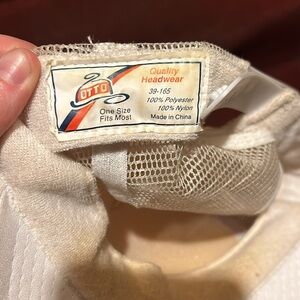 OTTO
Quality
Headwear
39-165
100% Polyester
100% Nylon
One Size
Fits Most
Made in China